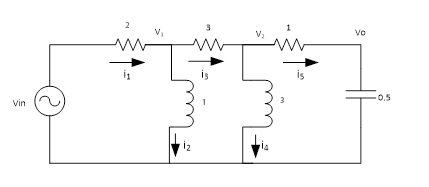 2 V₁ 3 V₂ 1 Vo
i₁ i₃ i₅
Vin 1 3 0.5
i₂ i₄